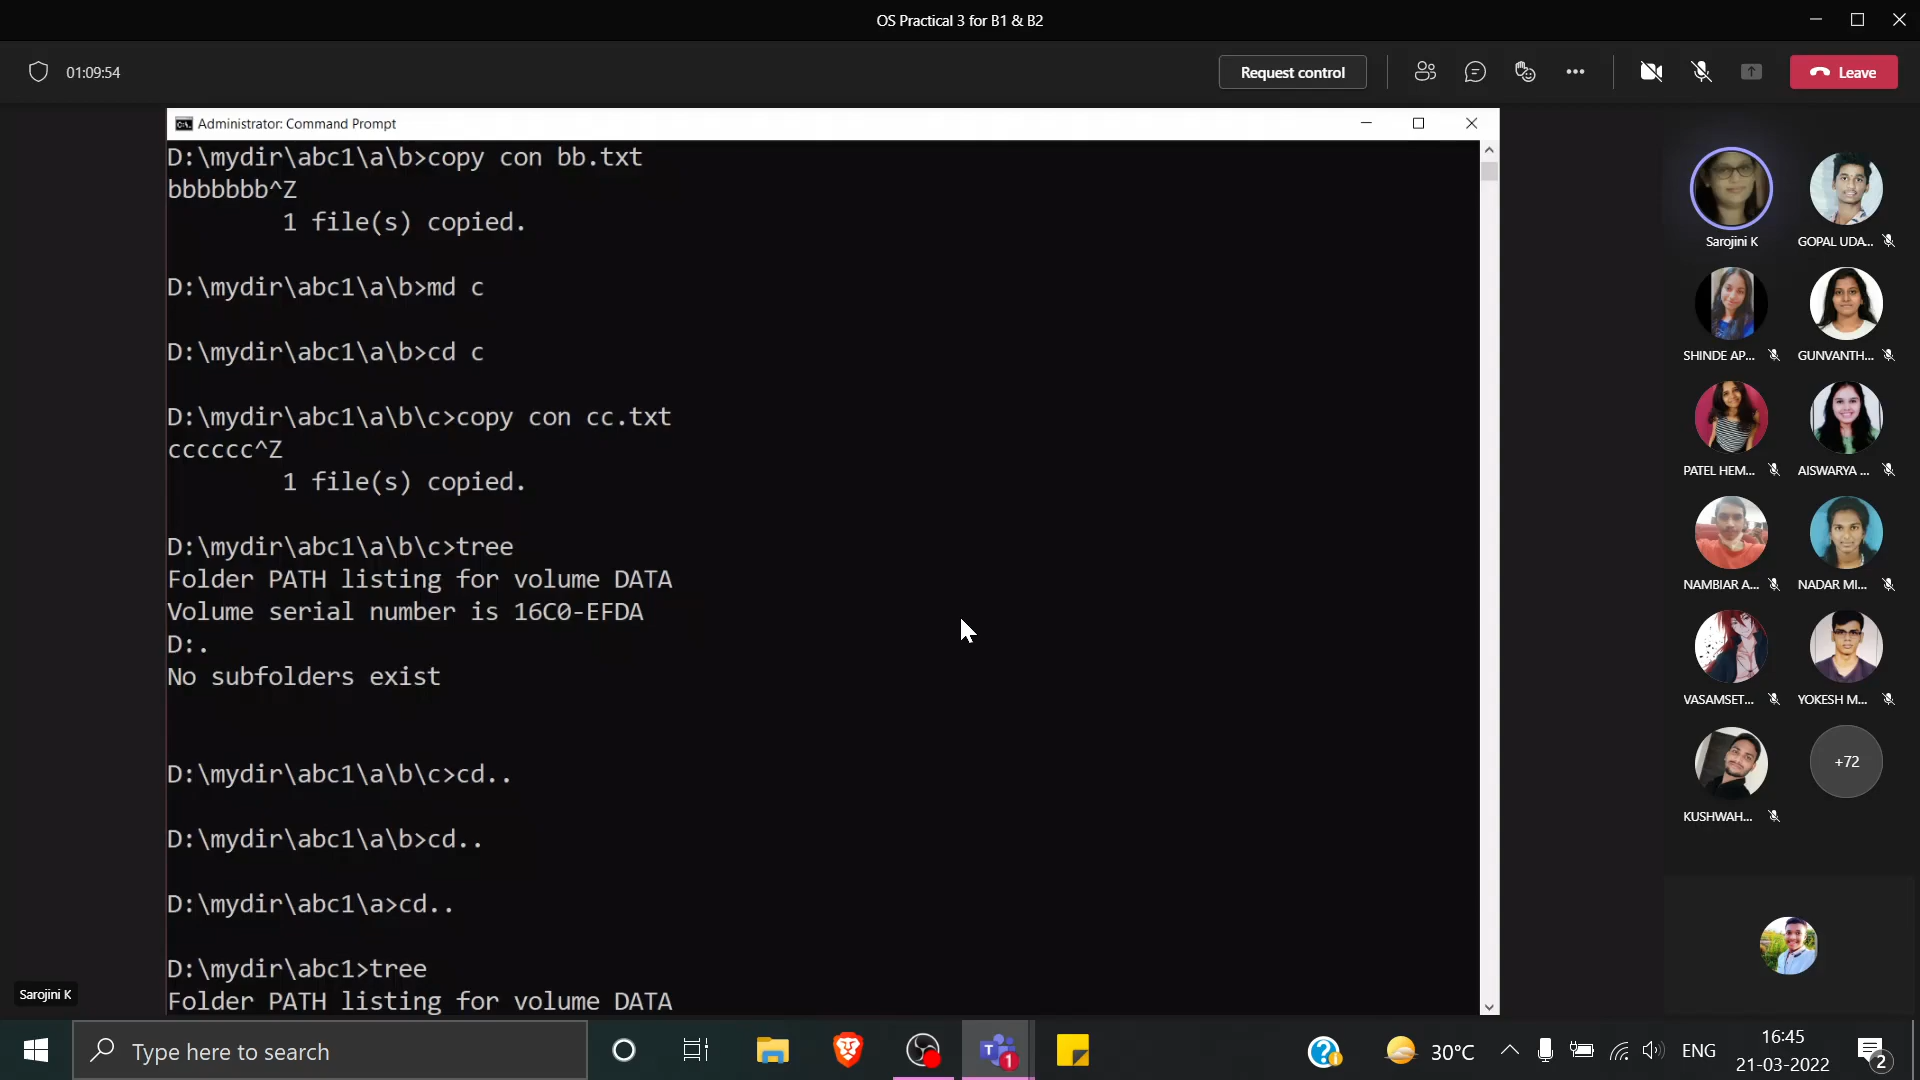 OS Practical 3 for B1 & B2
01:09:54
Request control
Leave
Administrator: Command Prompt
D:\mydir\abc1\a\b>copy con bb.txt
bbbbbbb^Z
1 file(s) copied.
D:\mydir\abc1\a\b>md c
D:\mydir\abc1\a\b>cd c
D:\mydir\abc1\a\b\c>copy con cc.txt
cccccc^Z
1 file(s) copied.
D:\mydir\abc1\a\b\c>tree
Folder PATH listing for volume DATA
Volume serial number is 16C0-EFDA
D:.
No subfolders exist
D:\mydir\abc1\a\b\c>cd..
D:\mydir\abc1\a\b>cd..
D:\mydir\abc1\a>cd..
D:\mydir\abc1>tree
Folder PATH listing for volume DATA
Sarojini K
GOPAL UDA...
SHINDE AP...
GUNVANTH...
PATEL HEM...
AISWARYA ...
NAMBIAR A...
NADAR MI...
VASAMSET...
YOKESH M...
KUSHWAH...
+72
Sarojini K
Type here to search
1
30°C
ENG
16:45
21-03-2022
2